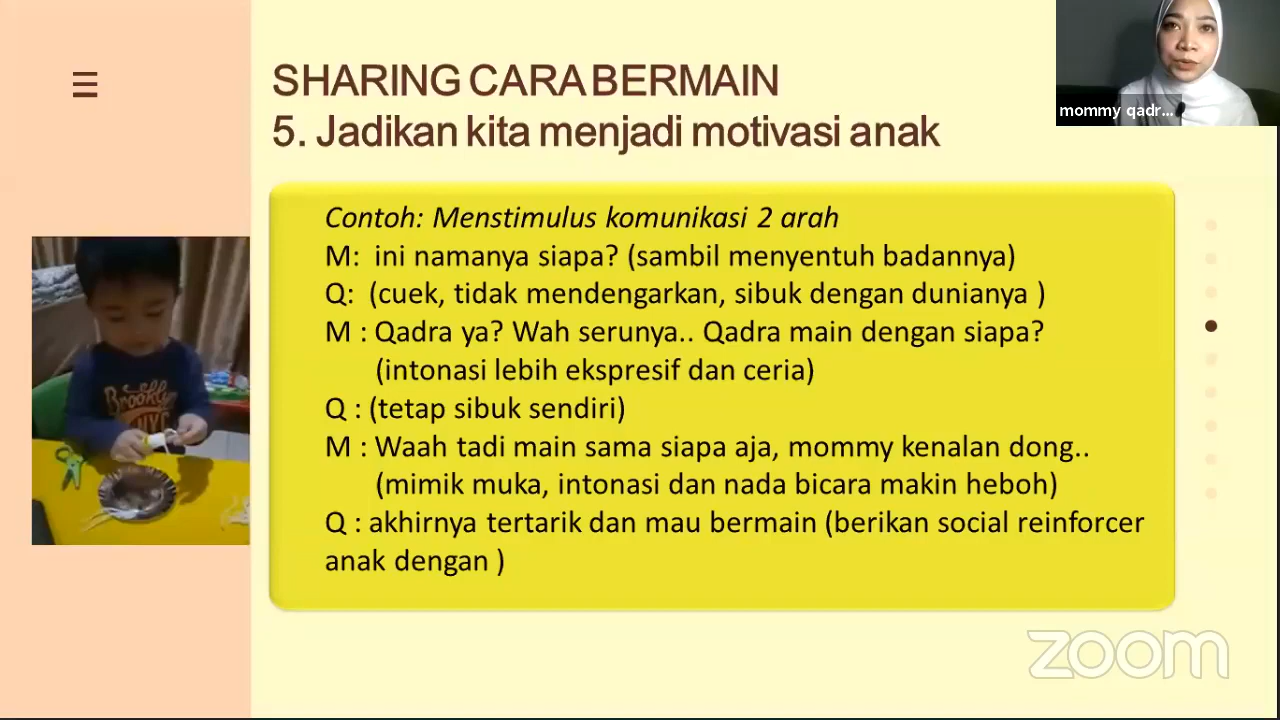 SHARING CARA BERMAIN
5. Jadikan kita menjadi motivasi anak
mommy qadr...
Contoh: Menstimulus komunikasi 2 arah
M: ini namanya siapa? (sambil menyentuh badannya)
Q: (cuek, tidak mendengarkan, sibuk dengan dunianya )
M : Qadra ya? Wah serunya.. Qadra main dengan siapa?
(intonasi lebih ekspresif dan ceria)
Q : (tetap sibuk sendiri)
M : Waah tadi main sama siapa aja, mommy kenalan dong..
(mimik muka, intonasi dan nada bicara makin heboh)
Q : akhirnya tertarik dan mau bermain (berikan social reinforcer
anak dengan )
Brooklyn
zoom